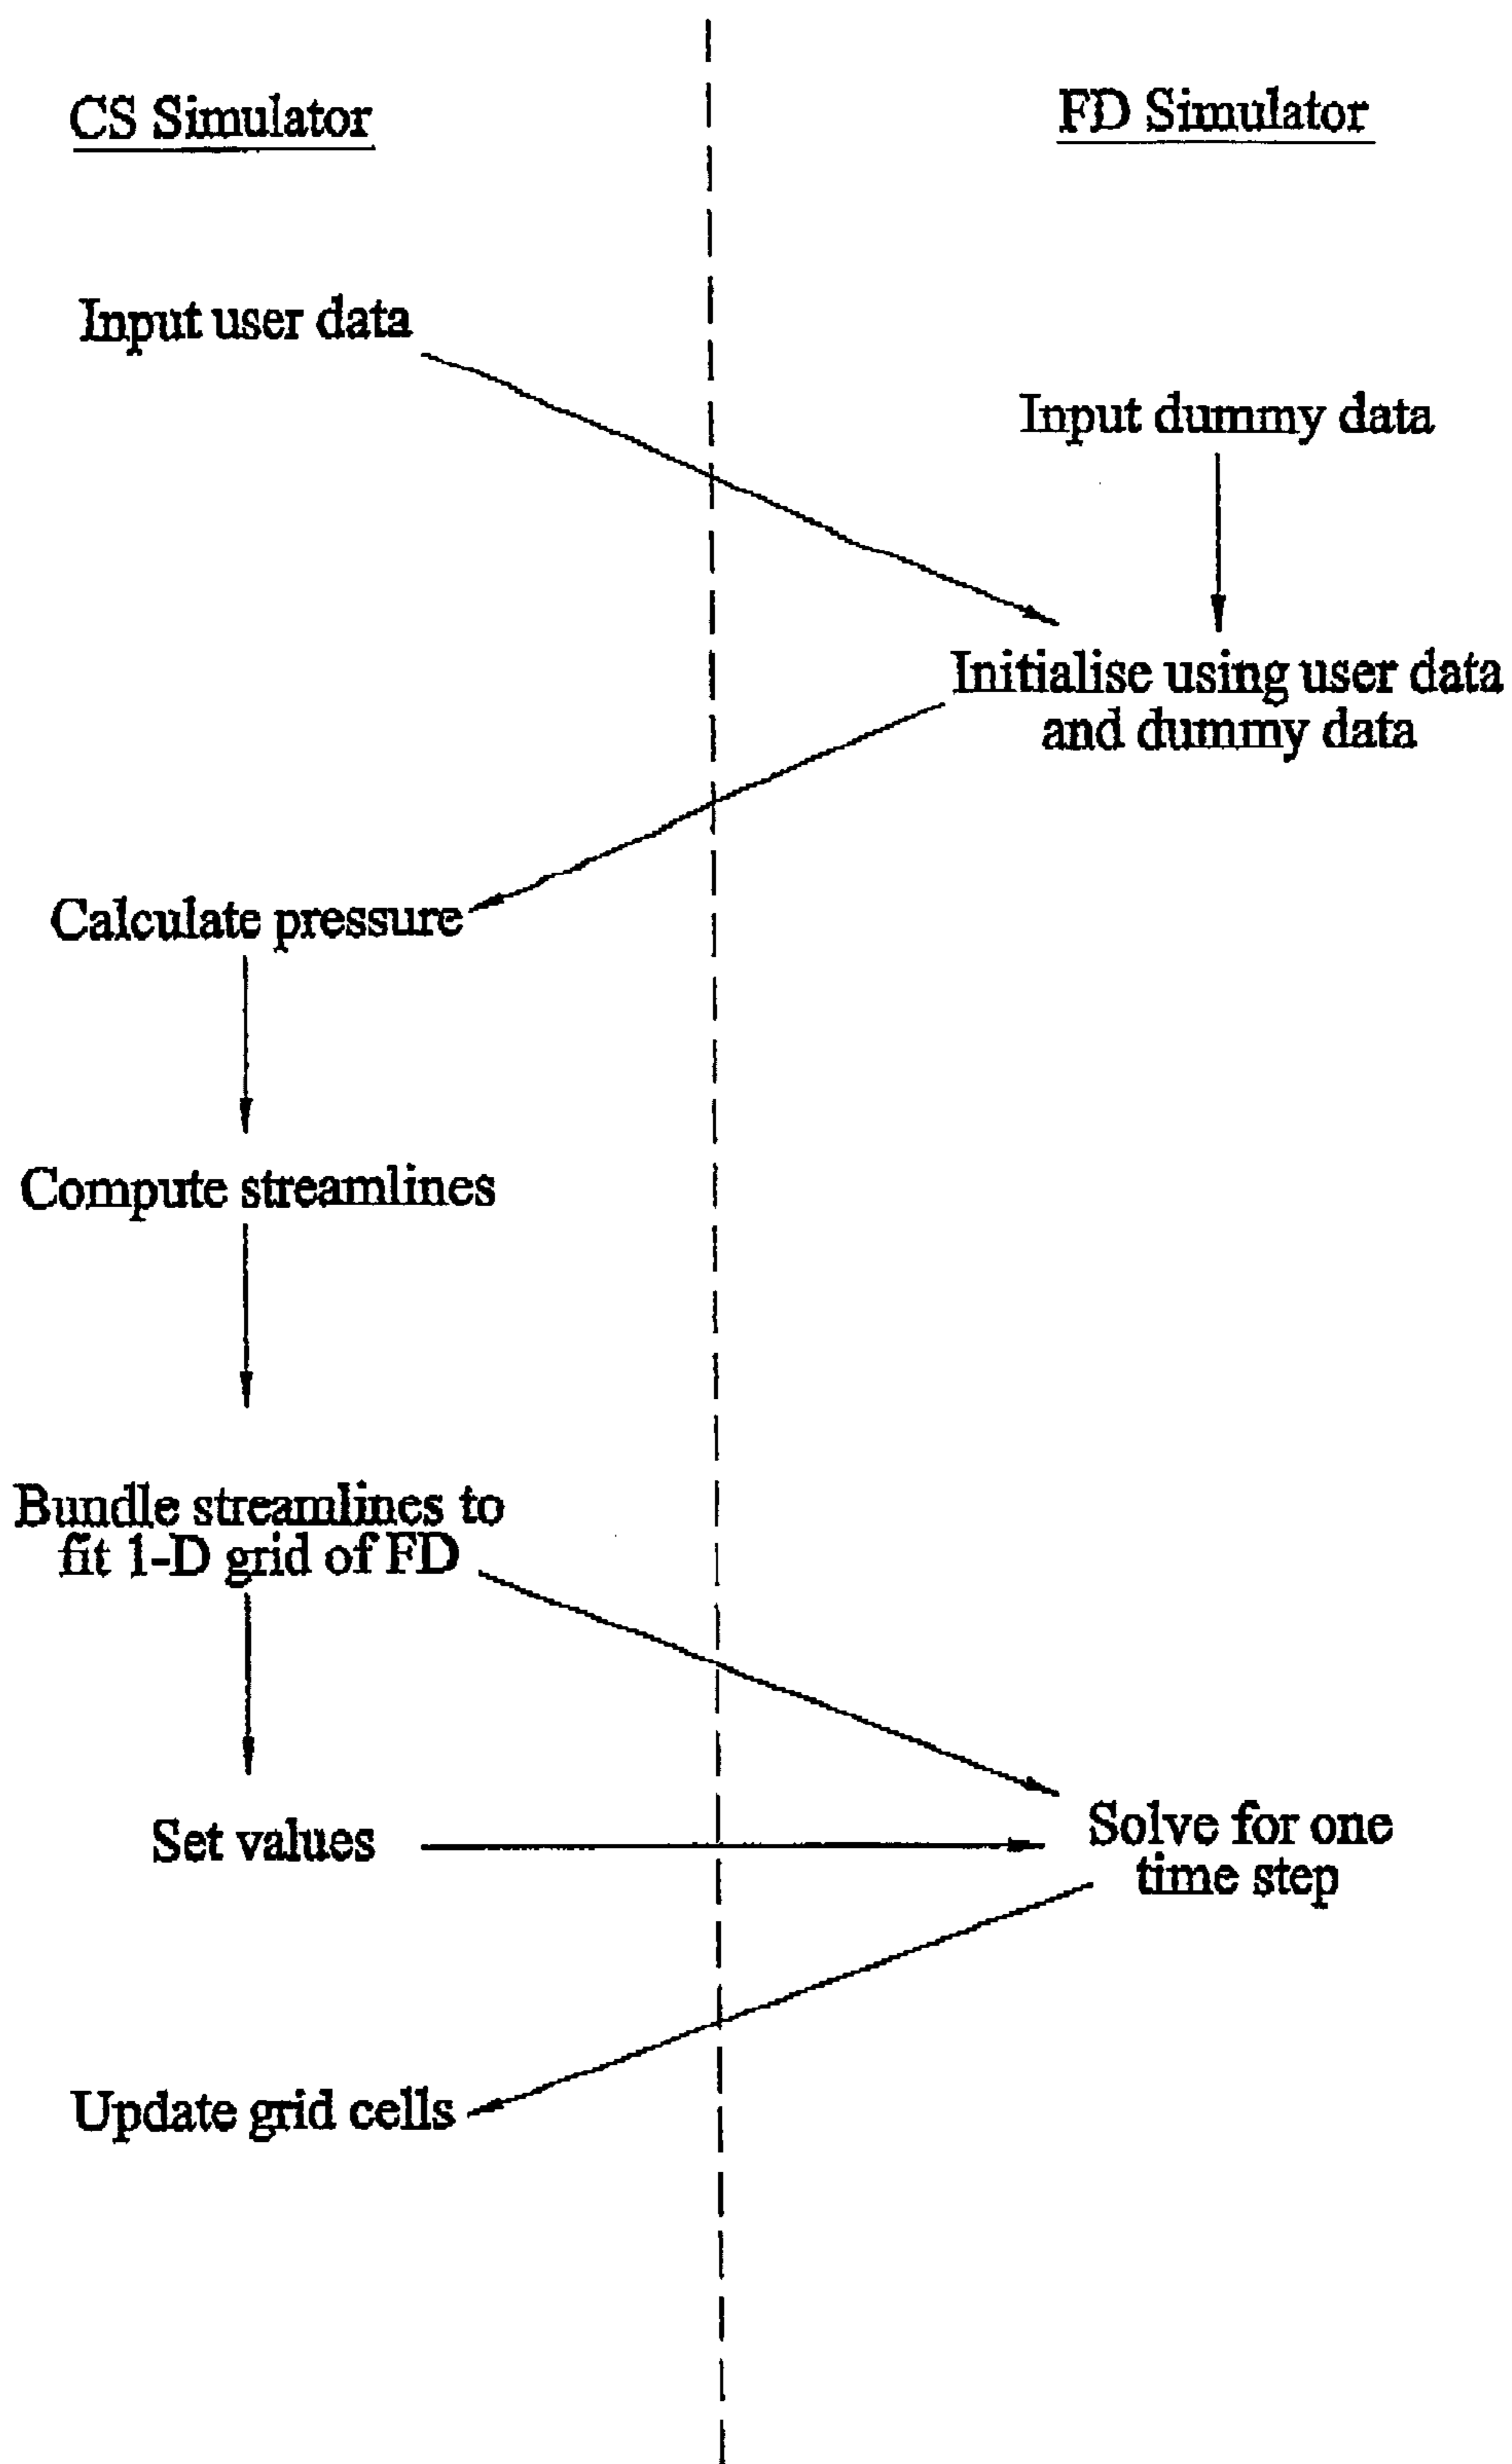 CS Simulator
FD Simulator
Input user data
Input dummy data
Initialise using user data
and dummy data
Calculate pressure
Compute streamlines
Bundle streamlines to
fit 1-D grid of FD
Set values
Solve for one
time step
Update grid cells